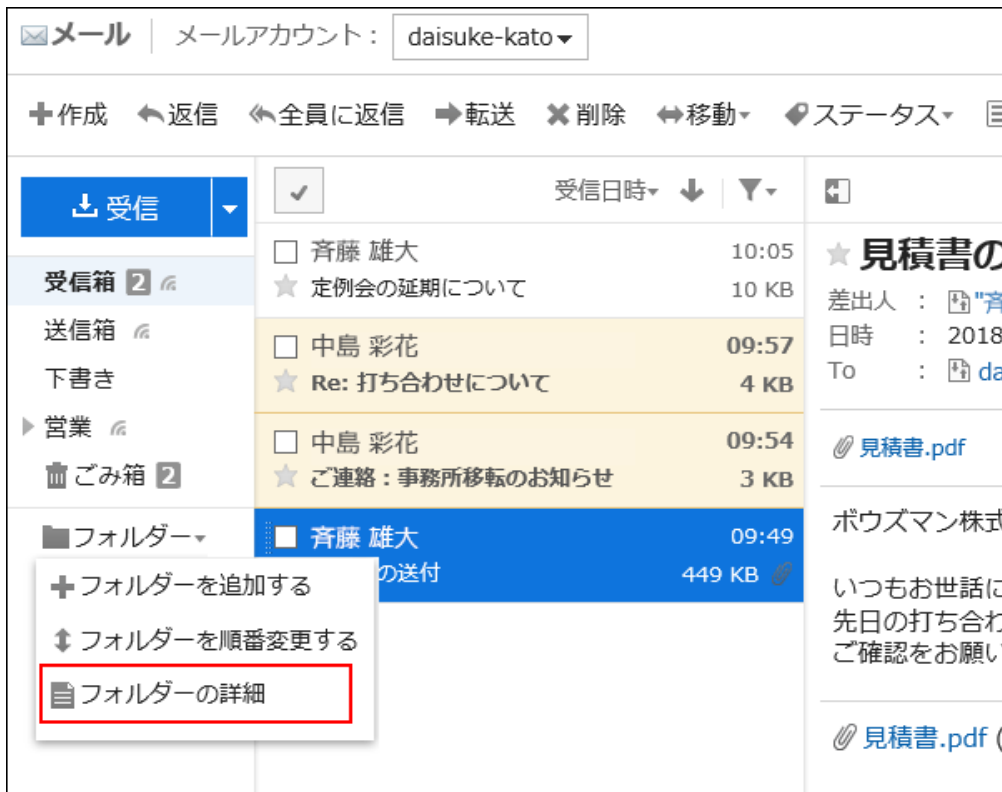 メール メールアカウント： daisuke-kato
作成 返信 全員に返信 転送 削除 移動 ステータス
受信
受信箱 2
送信箱
下書き
営業
ごみ箱 2
フォルダー
フォルダーを追加する
フォルダーを順番変更する
フォルダーの詳細
受信日時
斉藤 雄大 10:05
定例会の延期について 10 KB
中島 彩花 09:57
Re: 打ち合わせについて 4 KB
中島 彩花 09:54
ご連絡：事務所移転のお知らせ 3 KB
斉藤 雄大 09:49
の送付 449 KB
見積書の
差出人 ： "斉
日時 ： 2018
To ： da
見積書.pdf
ボウズマン株式
いつもお世話に
先日の打ち合わ
ご確認をお願い
見積書.pdf (